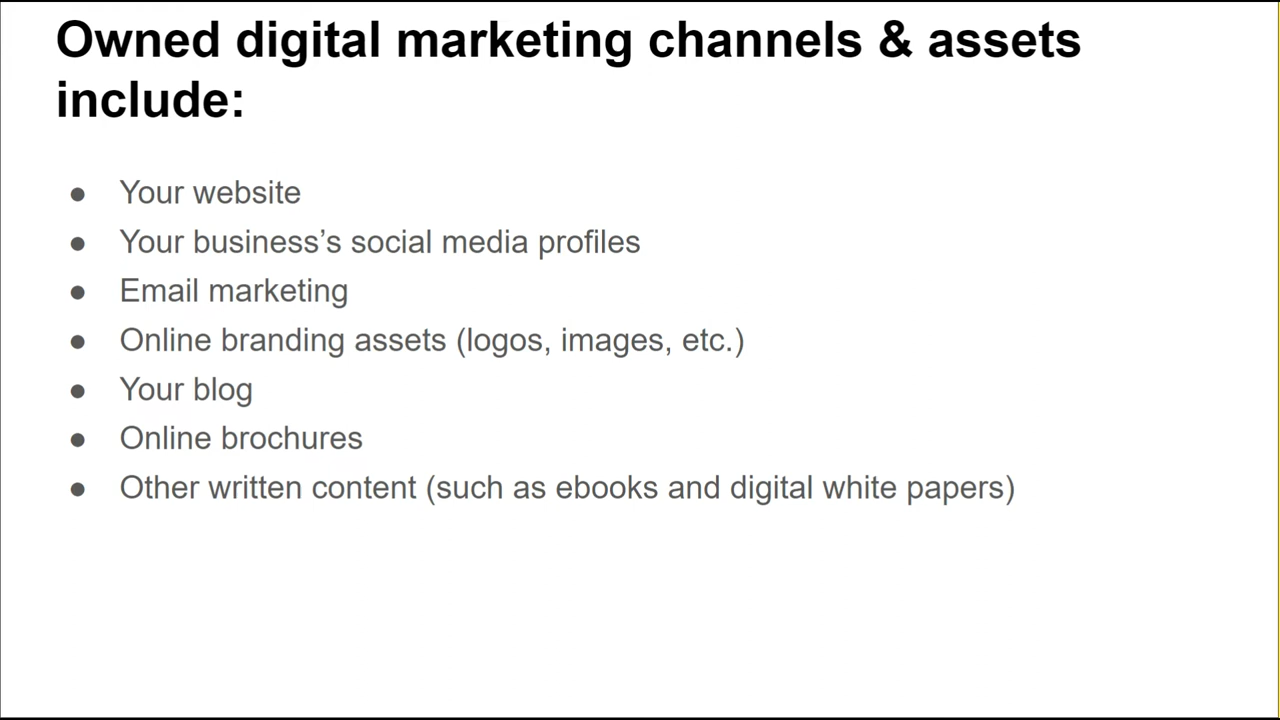 Owned digital marketing channels & assets
include:
● Your website
● Your business’s social media profiles
● Email marketing
● Online branding assets (logos, images, etc.)
● Your blog
● Online brochures
● Other written content (such as ebooks and digital white papers)